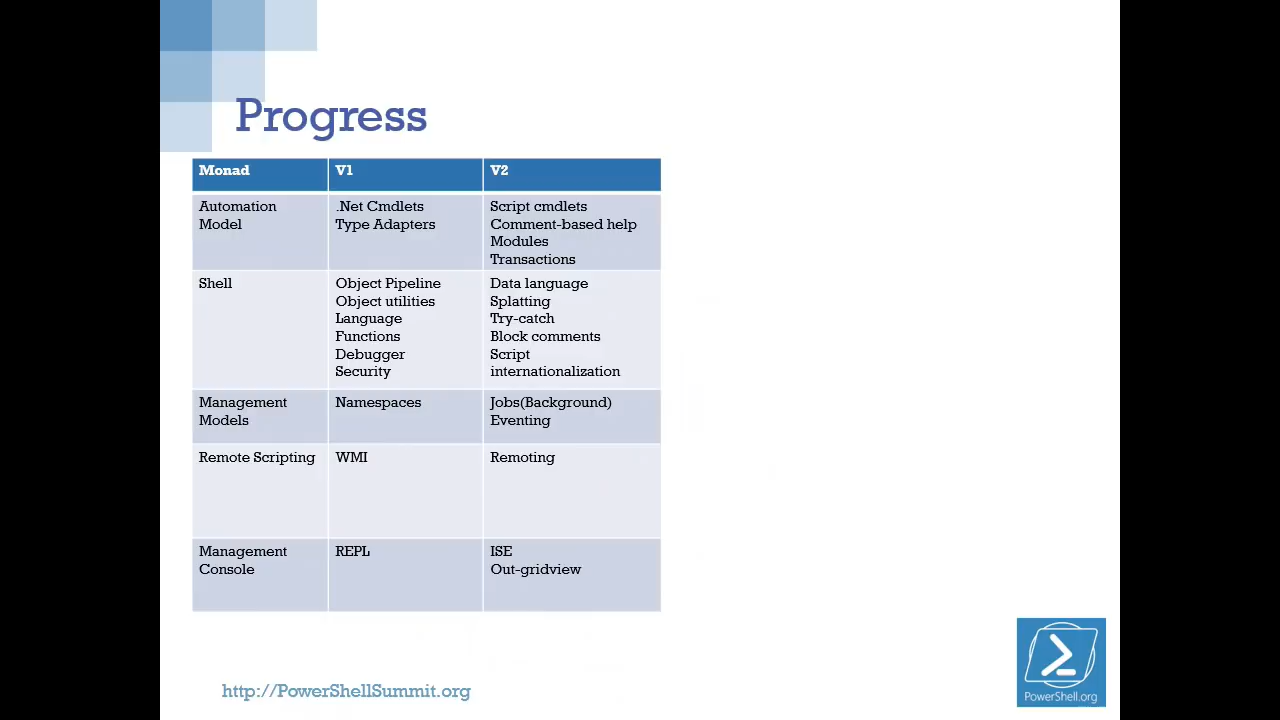 Progress
Monad V1 V2
Automation Model
.Net Cmdlets
Type Adapters
Script cmdlets
Comment-based help
Modules
Transactions
Shell
Object Pipeline
Object utilities
Language
Functions
Debugger
Security
Data language
Splatting
Try-catch
Block comments
Script
internationalization
Management
Models
Namespaces
Jobs(Background)
Eventing
Remote Scripting
WMI
Remoting
Management
Console
REPL
ISE
Out-gridview
http://PowerShellSummit.org
PowerShell.org